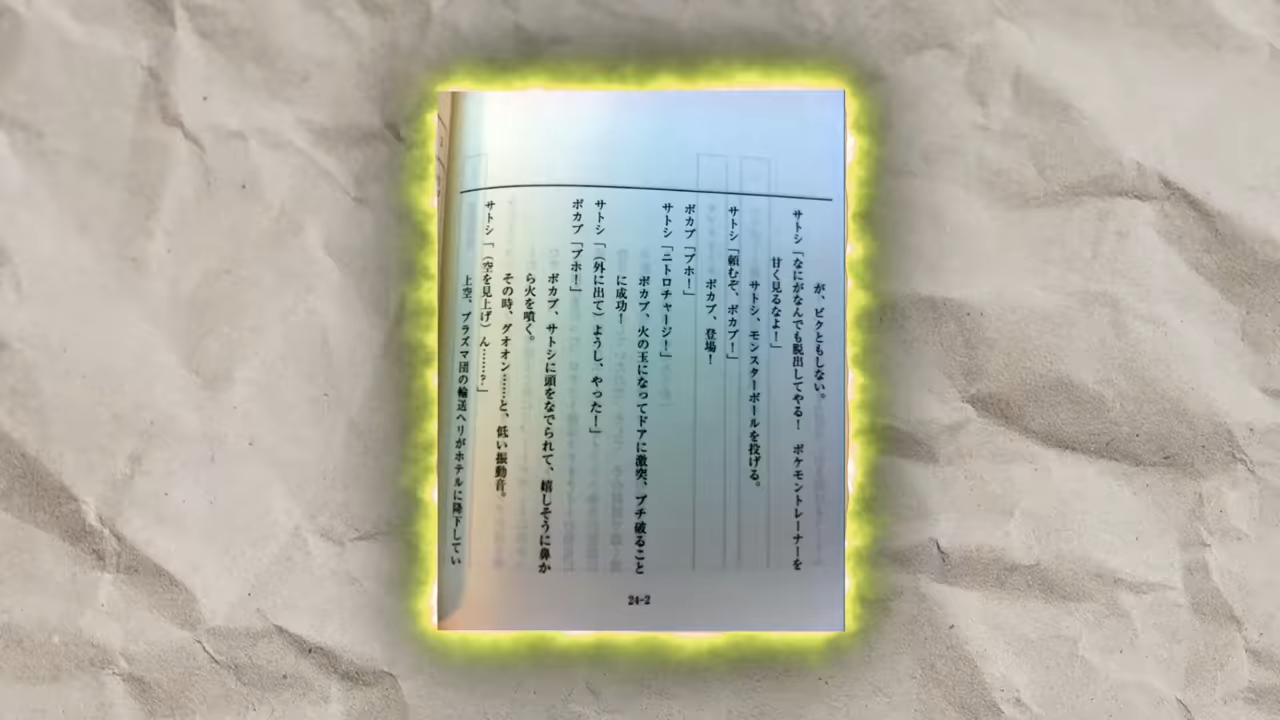 が、ビクともしない。
サトシ「なにがなんでも脱出してやる！　ポケモントレーナーを
甘く見るなよ！」
サトシ、モンスターボールを投げる。
サトシ「頼むぞ、ポカブ！」
ポカブ、登場！
ポカブ「ブホ！」
サトシ「ニトロチャージ！」
ポカブ、火の玉になってドアに激突、ブチ破ること
に成功！
サトシ「（外に出て）ようし、やった！」
ポカブ「ブホ！」
ポカブ、サトシに頭をなでられて、嬉しそうに鼻か
ら火を噴く。
その時、グオオン……と、低い振動音。
サトシ「（空を見上げ）ん……？」
上空、プラズマ団の輸送ヘリがホテルに降下してい
24-2